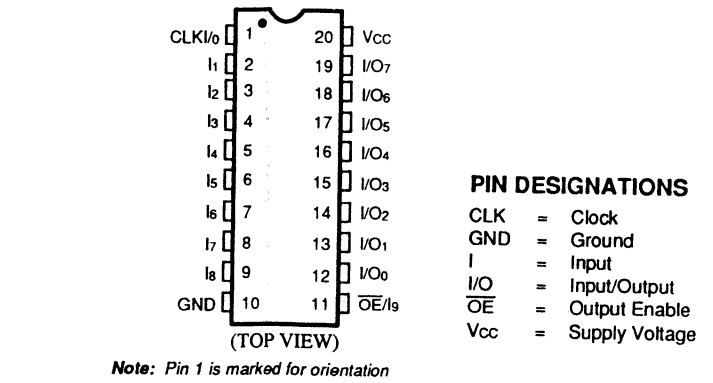 CLKI/0 1 20 Vcc
I1 2 19 I/O7
I2 3 18 I/O6
I3 4 17 I/O5
I4 5 16 I/O4
I5 6 15 I/O3
I6 7 14 I/O2
I7 8 13 I/O1
I8 9 12 I/O0
GND 10 11 O̅E̅/I9
(TOP VIEW)
Note: Pin 1 is marked for orientation
PIN DESIGNATIONS
CLK = Clock
GND = Ground
I = Input
I/O = Input/Output
O̅E̅ = Output Enable
Vcc = Supply Voltage